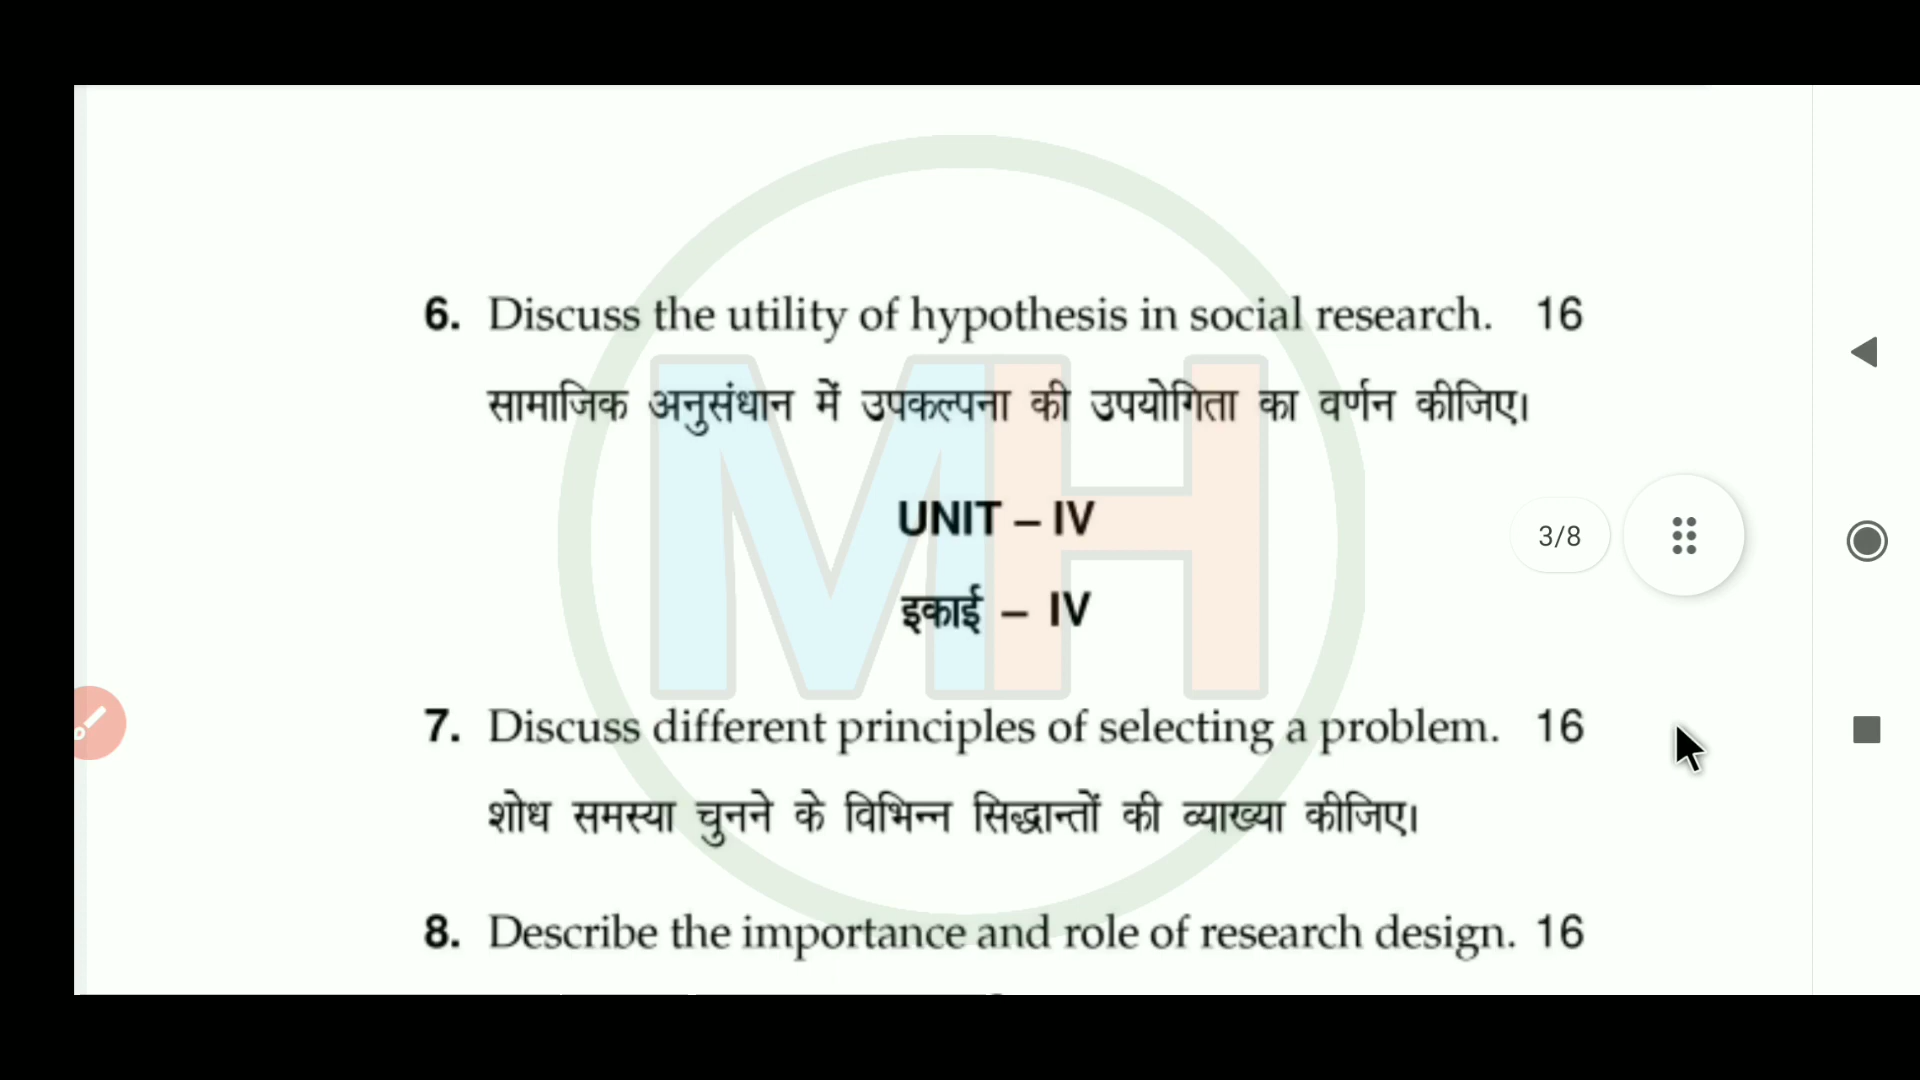 6. Discuss the utility of hypothesis in social research. 16
सामाजिक अनुसंधान में उपकल्पना की उपयोगिता का वर्णन कीजिए।
UNIT – IV
इकाई – IV
3/8
7. Discuss different principles of selecting a problem. 16
शोध समस्या चुनने के विभिन्न सिद्धान्तों की व्याख्या कीजिए।
8. Describe the importance and role of research design. 16
MH